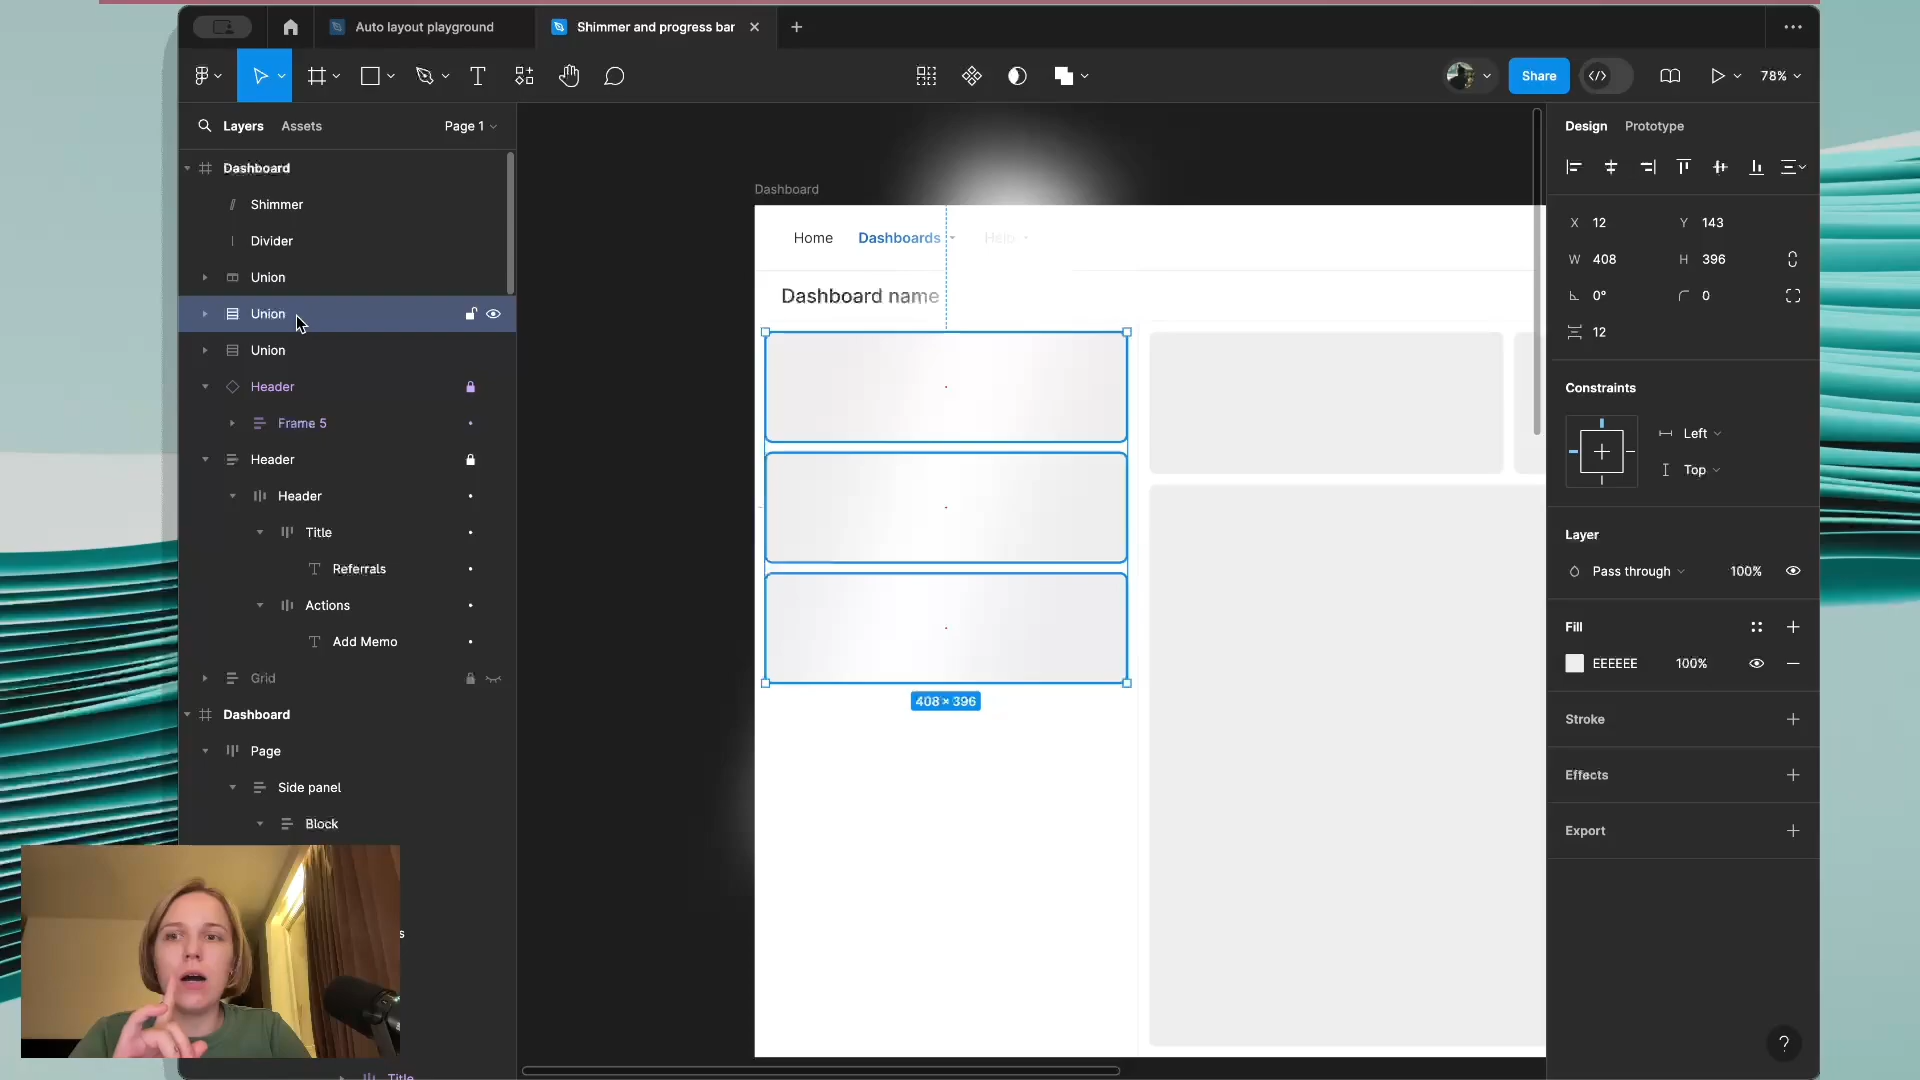 Auto layout playground
Shimmer and progress bar
Share
78%
Layers
Assets
Page 1
Dashboard
Shimmer
Divider
Union
Union
Union
Header
Frame 5
Header
Header
Title
Referrals
Actions
Add Memo
Grid
Dashboard
Page
Side panel
Block
s
Title
Dashboard
Home
Dashboards
Help
Dashboard name
408 × 396
Design
Prototype
X 12
Y 143
W 408
H 396
0°
0
12
Constraints
Left
Top
Layer
Pass through
100%
Fill
EEEEEE
100%
Stroke
Effects
Export
?